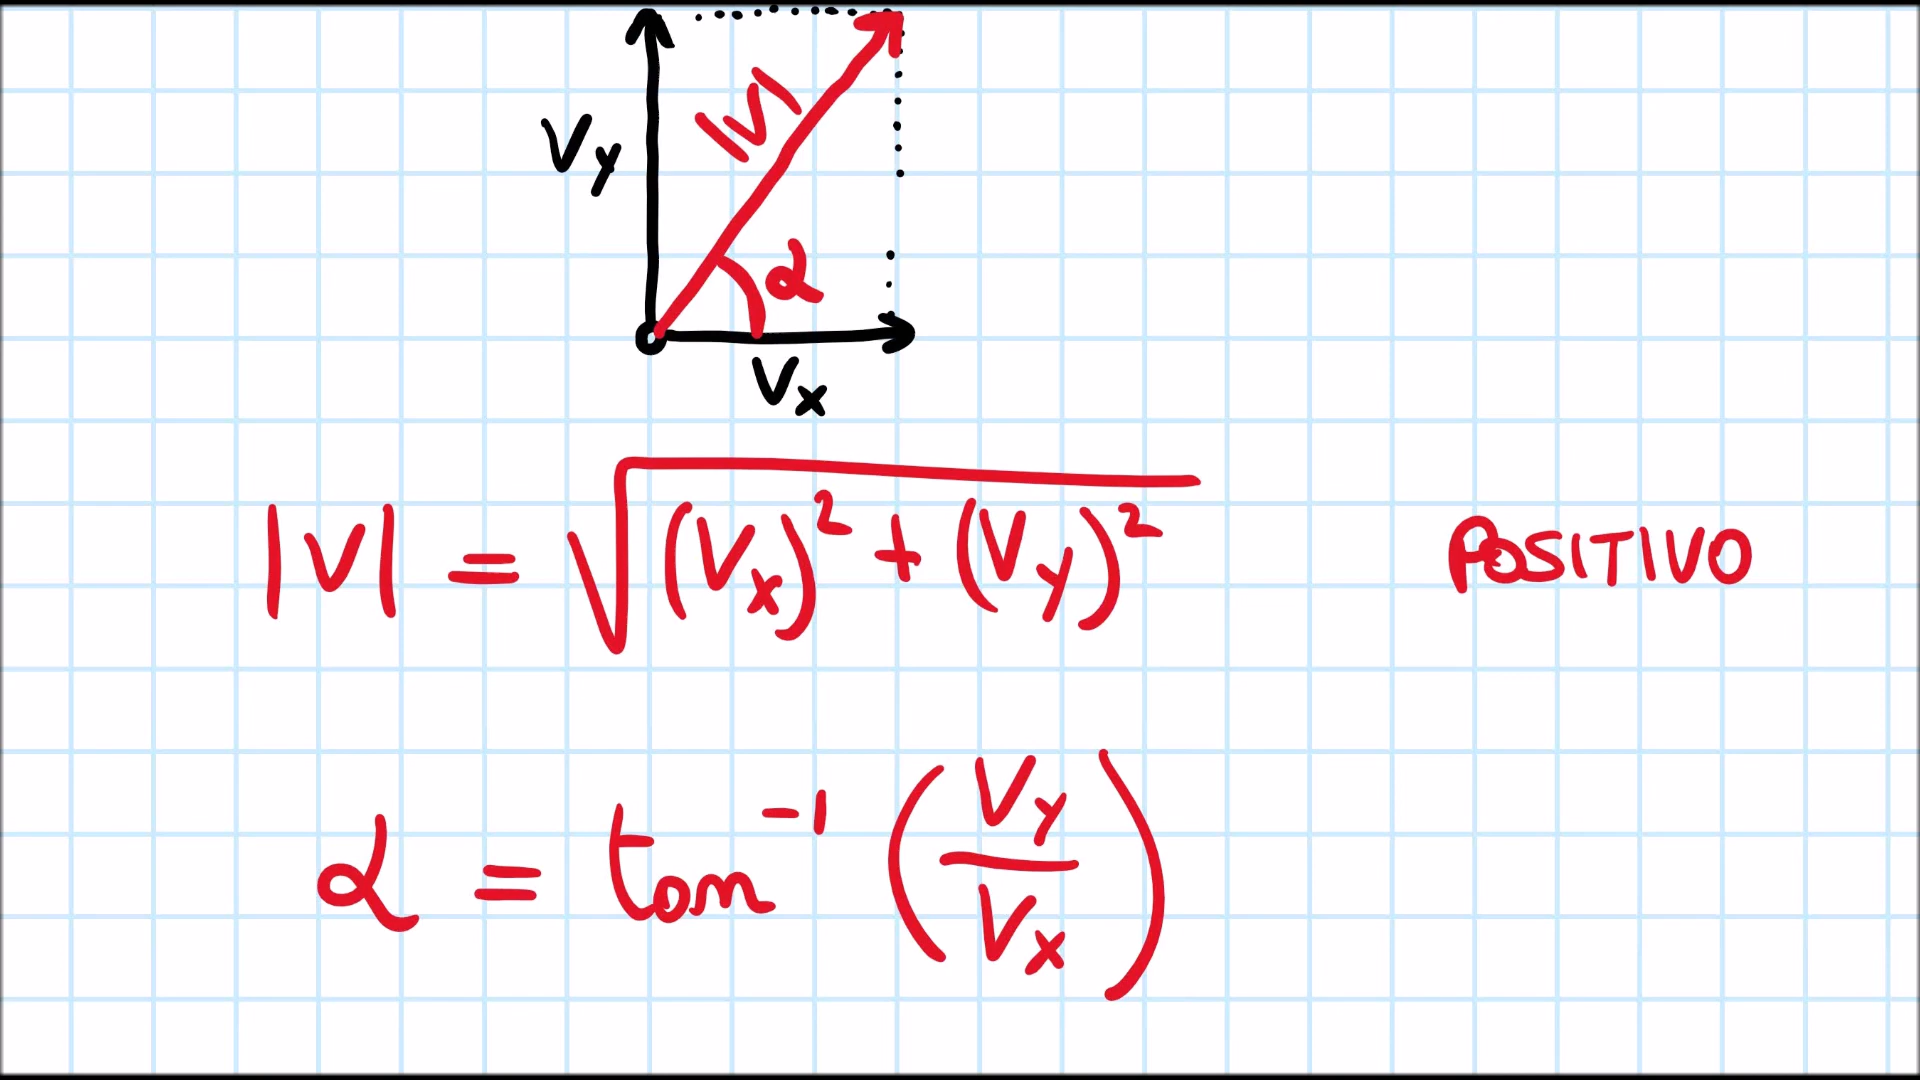 |V|
Vy
α
Vx
|V| = √(Vx)² + (Vy)² POSITIVO
α = tan⁻¹ (Vy/Vx)